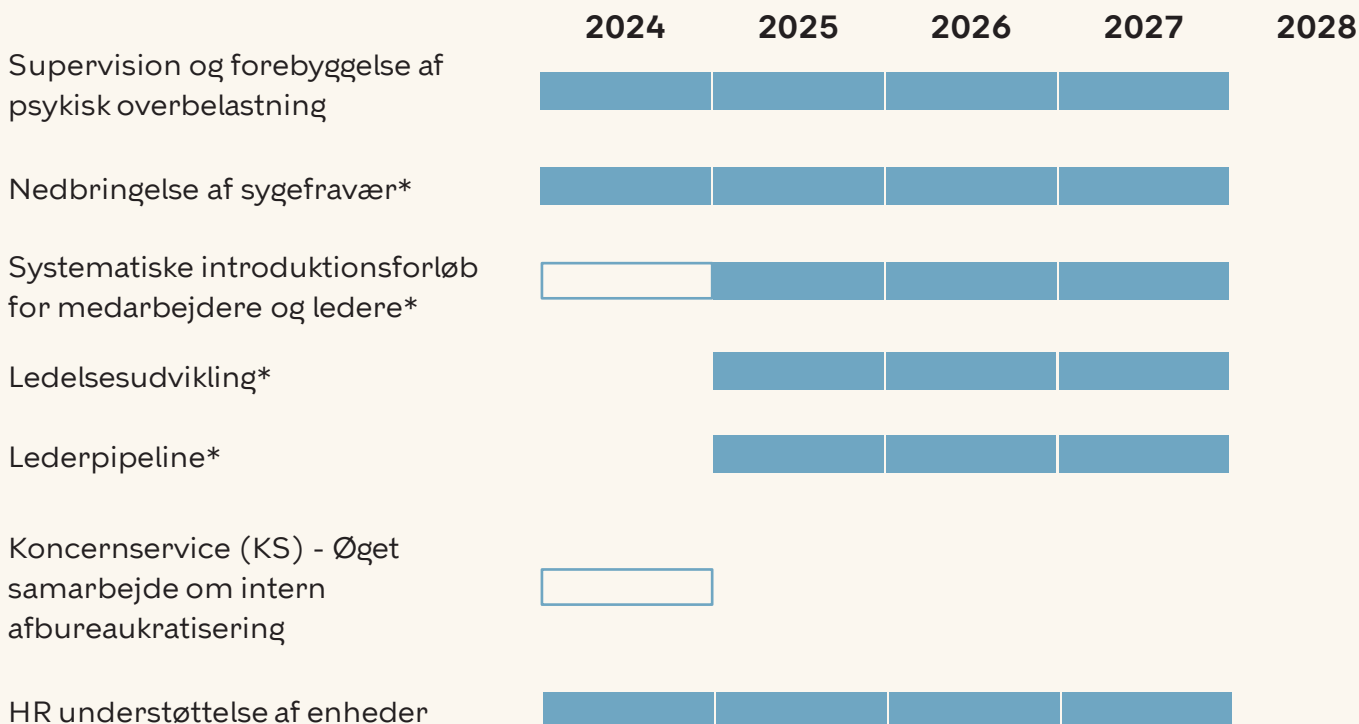 2024 2025 2026 2027 2028
Supervision og forebyggelse af
psykisk overbelastning
Nedbringelse af sygefravær*
Systematiske introduktionsforløb
for medarbejdere og ledere*
Ledelsesudvikling*
Lederpipeline*
Koncernservice (KS) - Øget
samarbejde om intern
afbureaukratisering
HR understøttelse af enheder